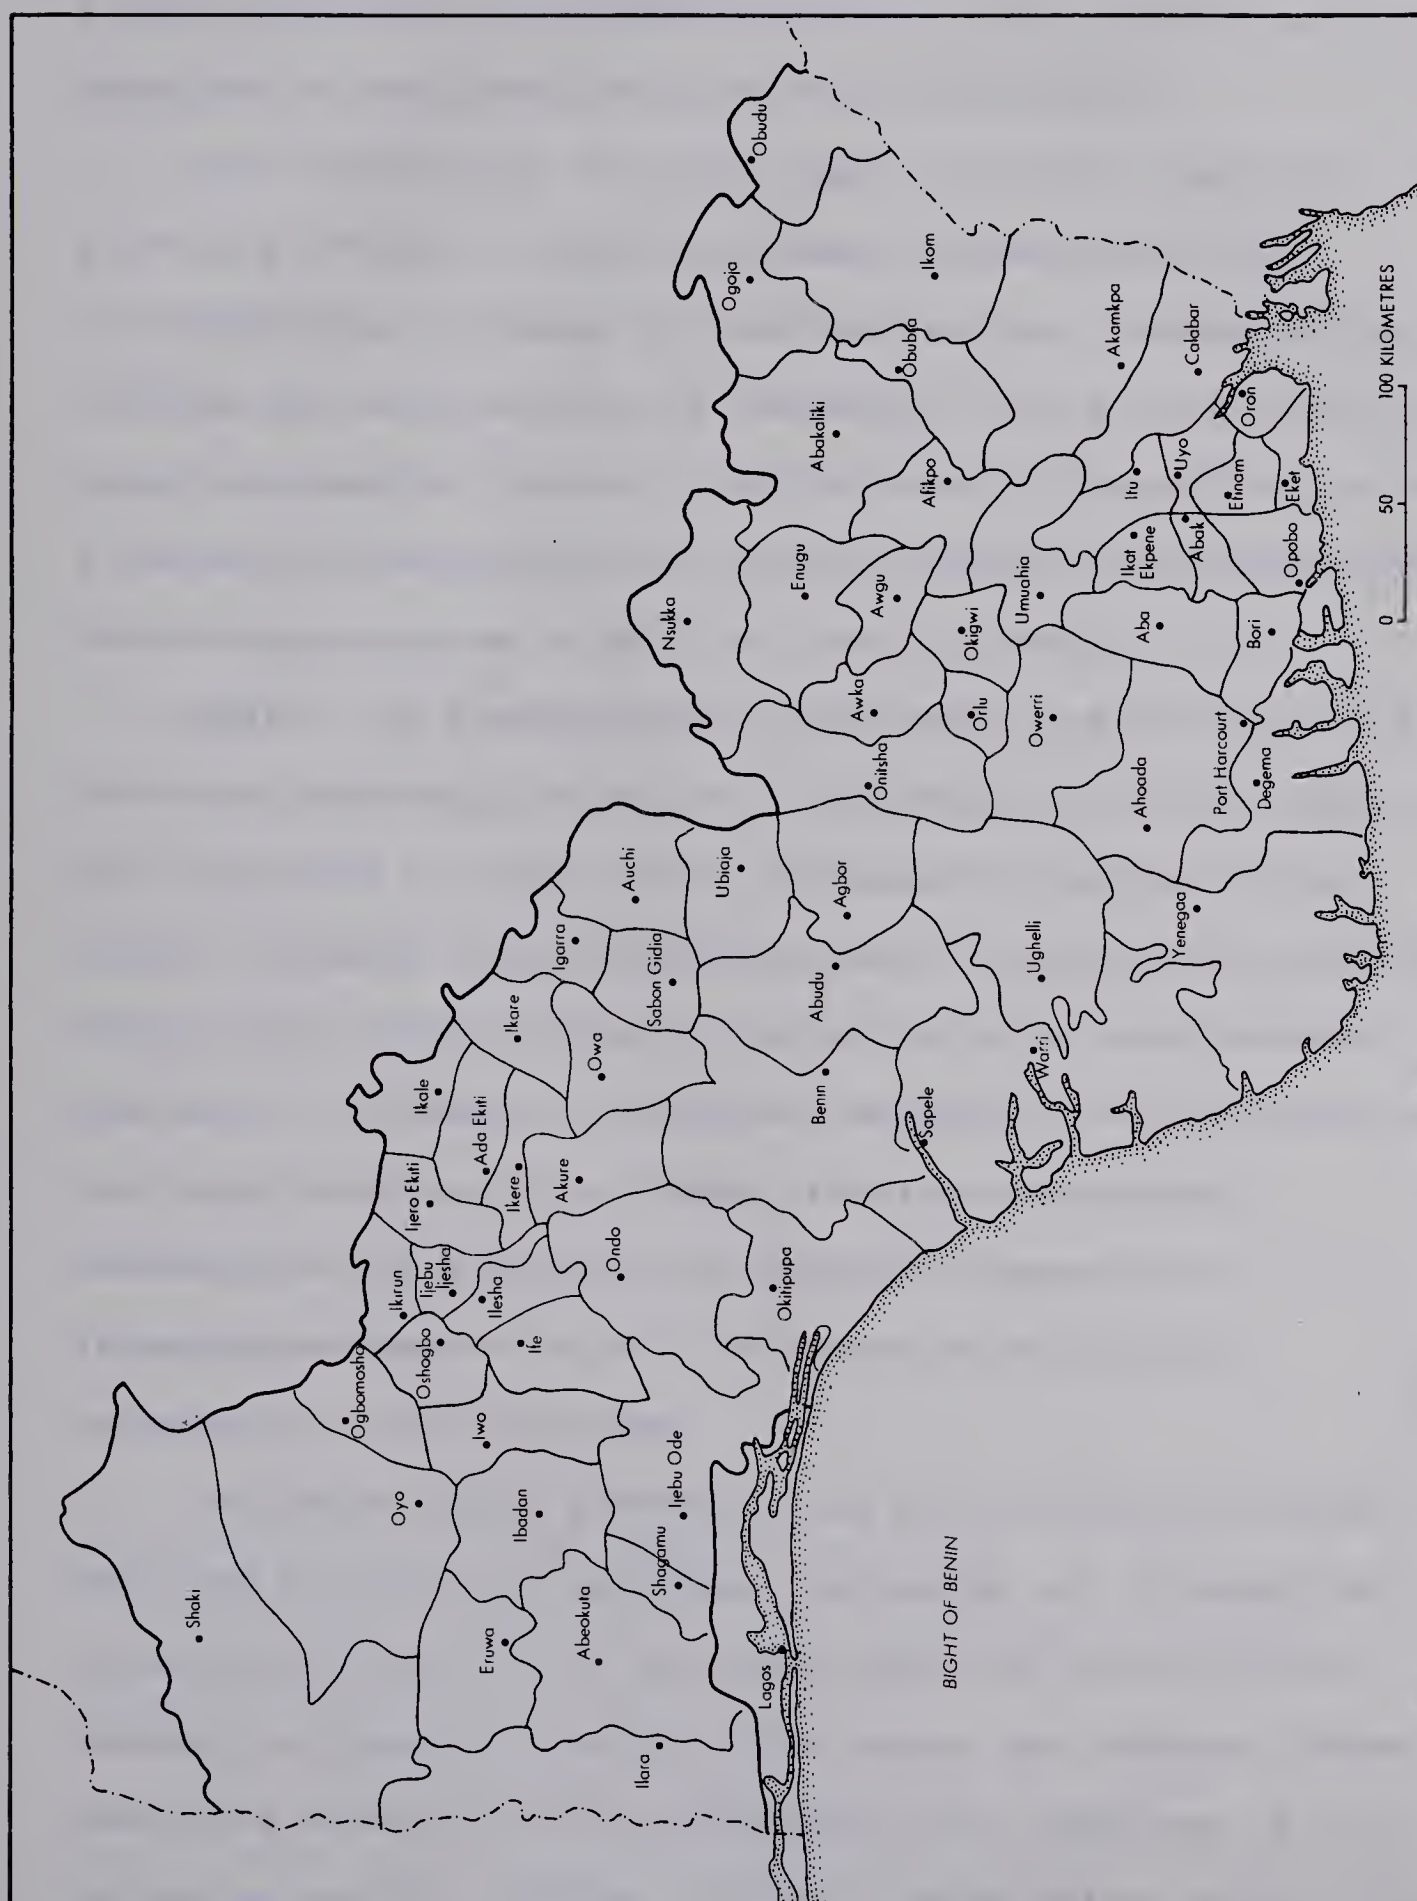 Shaki
Oyo
Ogbomosho
Ikirun
Ijebu
Ijesha
Oshogbo
Ilesha
Ife
Iwo
Ibadan
Eruwa
Abeokuta
Ilara
Shagamu
Ijebu Ode
Lagos
Ijero Ekiti
Ikale
Ada Ekiti
Ikere
Akure
Ondo
Okitipupa
Ikare
Owa
Igarra
Auchi
Sabon Gidia
Ubiaja
Agbor
Abudu
Benin
Sapele
Warri
Ughelli
Yenegaa
Nsukka
Enugu
Awgu
Awka
Onitsha
Okigwi
Orlu
Owerri
Umuahia
Ahoada
Port Harcourt
Degema
Aba
Bori
Opobo
Ikat
Ekpene
Abak
Itu
Uyo
Etinam
Eket
Oron
Abakaliki
Afikpo
Ogoja
Obudu
Ikom
Obubra
Akamkpa
Calabar
BIGHT OF BENIN
0 50 100 KILOMETRES